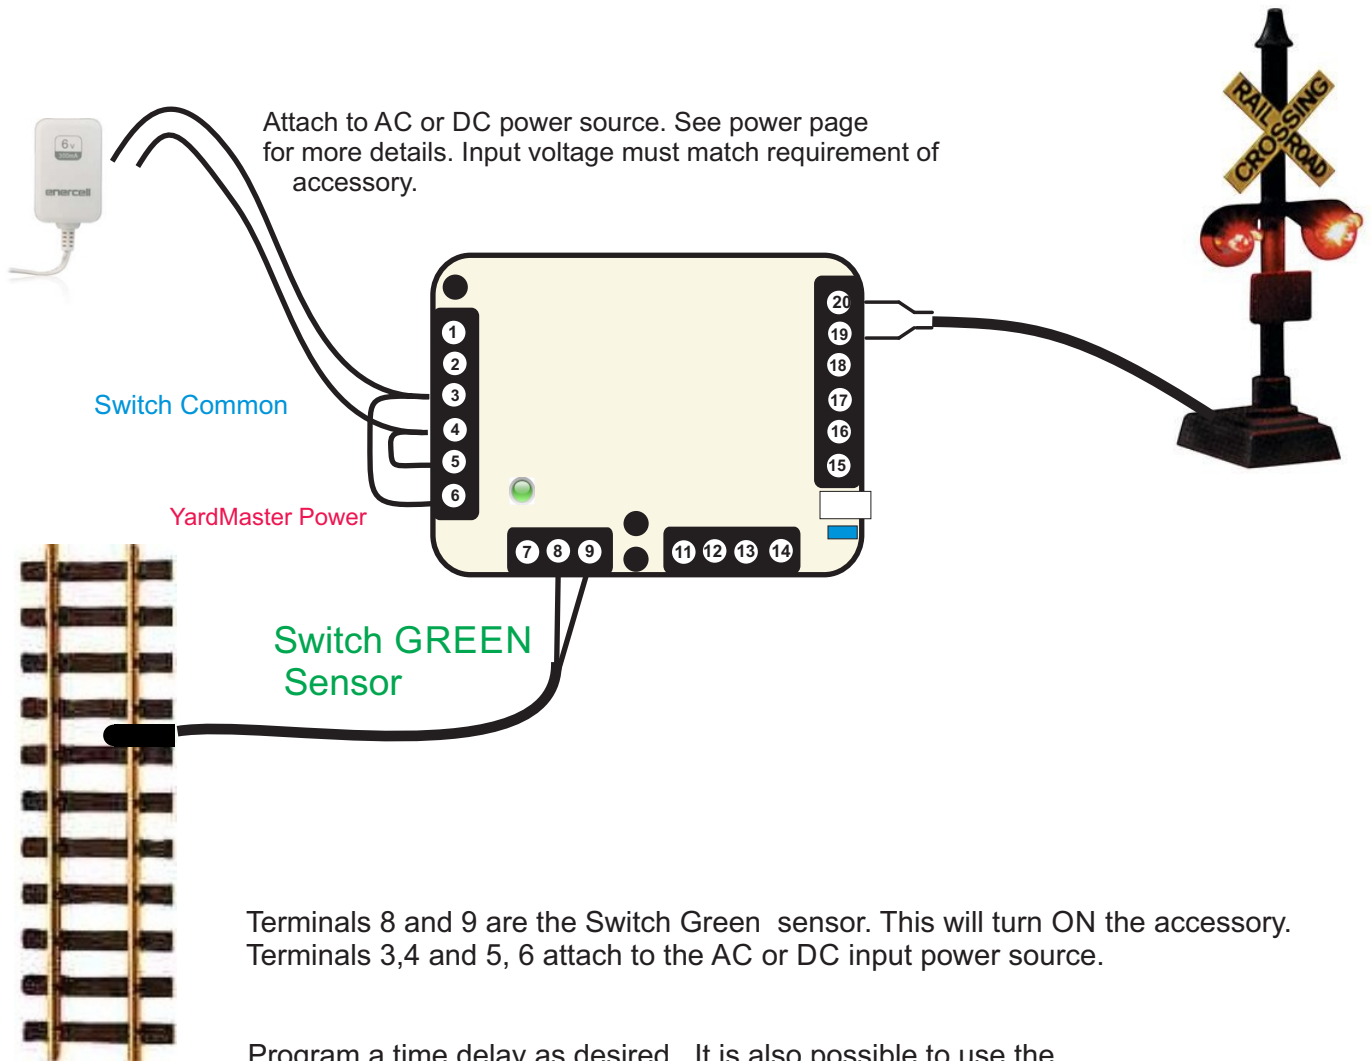 Attach to AC or DC power source. See power page
for more details. Input voltage must match requirement of
accessory.
6v
enercell
RAIL CROSSING
CROSSROAD
1
2
3
4
5
6
20
19
18
17
16
15
Switch Common
YardMaster Power
7 8 9 11 12 13 14
Switch GREEN
Sensor
Terminals 8 and 9 are the Switch Green sensor. This will turn ON the accessory.
Terminals 3,4 and 5, 6 attach to the AC or DC input power source.
Program a time delay as desired. It is also possible to use the